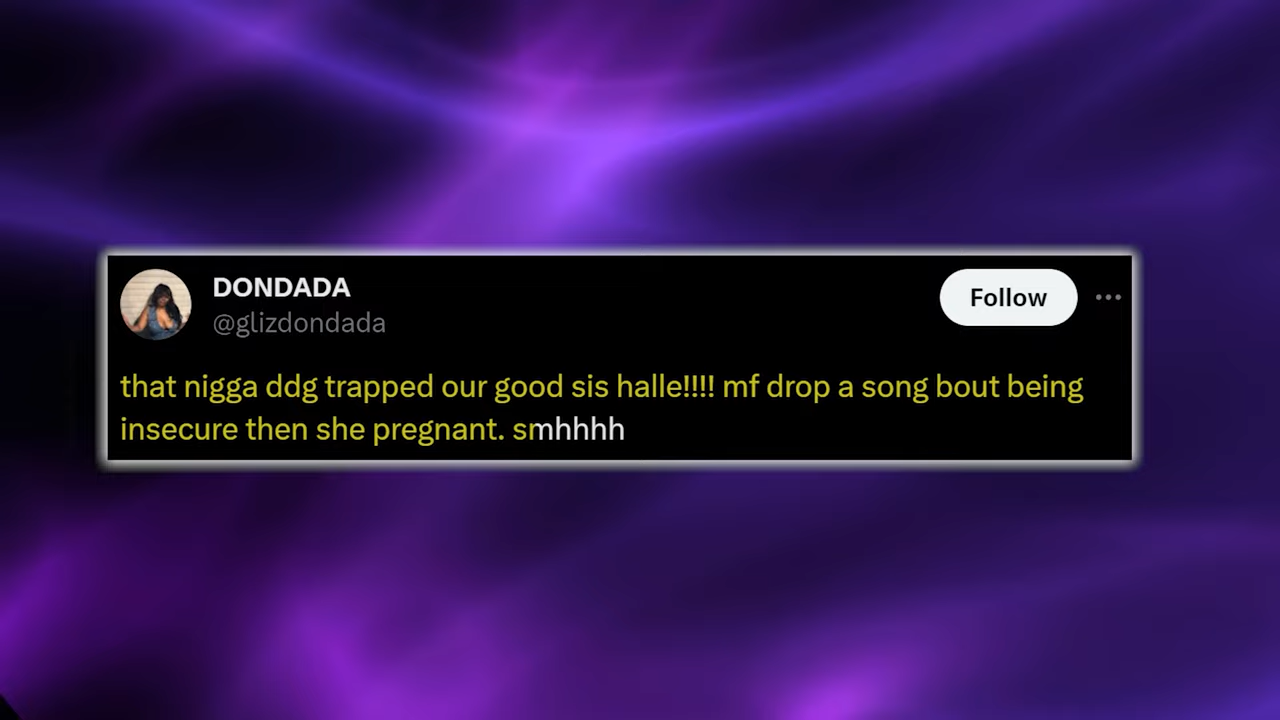 DONDADA
@glizdondada
Follow
that nigga ddg trapped our good sis halle!!!! mf drop a song bout being
insecure then she pregnant. smhhhh